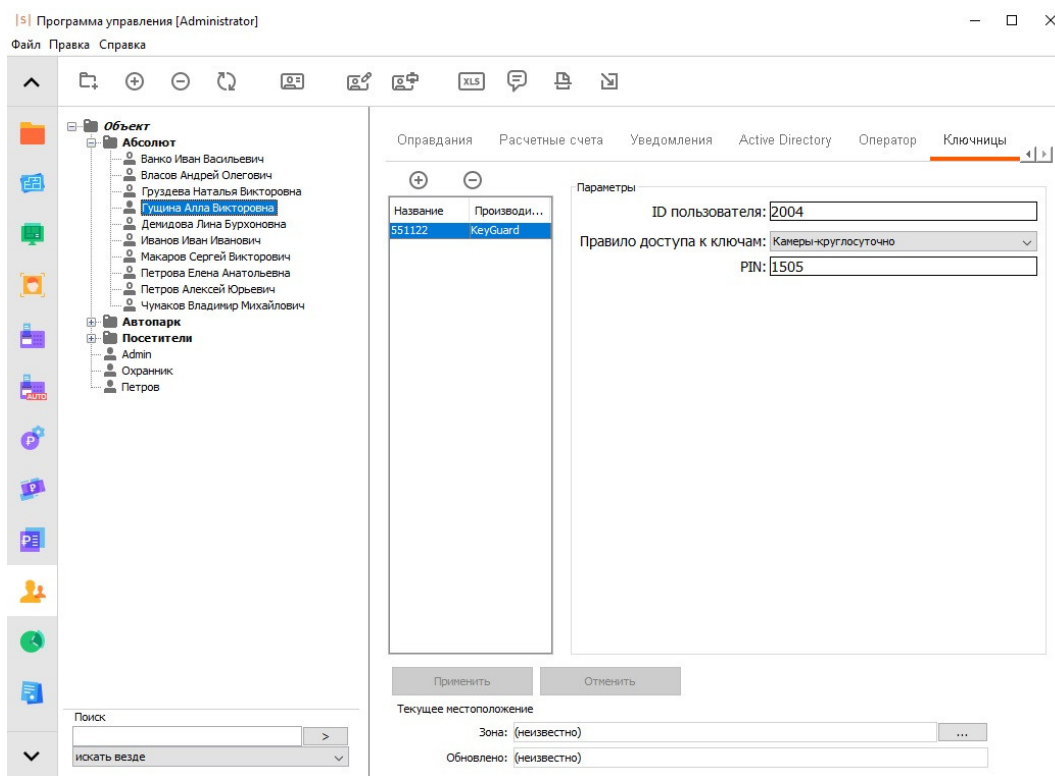 |S| Программа управления [Administrator]
Файл Правка Справка
XLS
Объект
Абсолют
Ванко Иван Васильевич
Власов Андрей Олегович
Груздева Наталья Викторовна
Гущина Алла Викторовна
Демидова Лина Бурхоновна
Иванов Иван Иванович
Макаров Сергей Викторович
Петрова Елена Анатольевна
Петров Алексей Юрьевич
Чумаков Владимир Михайлович
Автопарк
Посетители
Admin
Охранник
Петров
AUTO
Поиск
>
искать везде
Оправдания Расчетные счета Уведомления Active Directory Оператор Ключницы
Название Производи...
551122 KeyGuard
Параметры
ID пользователя: 2004
Правило доступа к ключам: Камеры-круглосуточно
PIN: 1505
Применить Отменить
Текущее местоположение
Зона: (неизвестно) ...
Обновлено: (неизвестно)